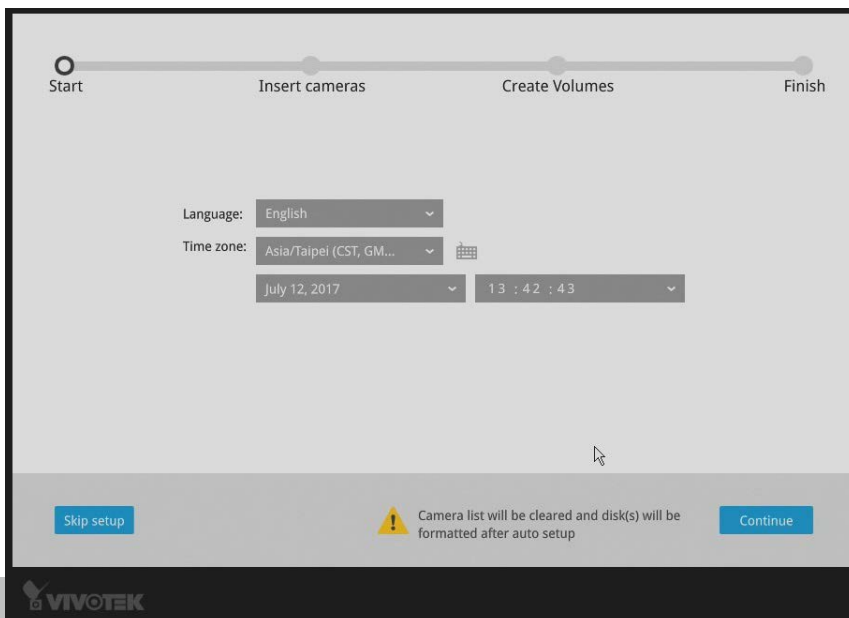 Start Insert cameras Create Volumes Finish
Language: English
Time zone: Asia/Taipei (CST, GM...
July 12, 2017 13 : 42 : 43
Skip setup
Camera list will be cleared and disk(s) will be
formatted after auto setup
Continue
VIVOTEK